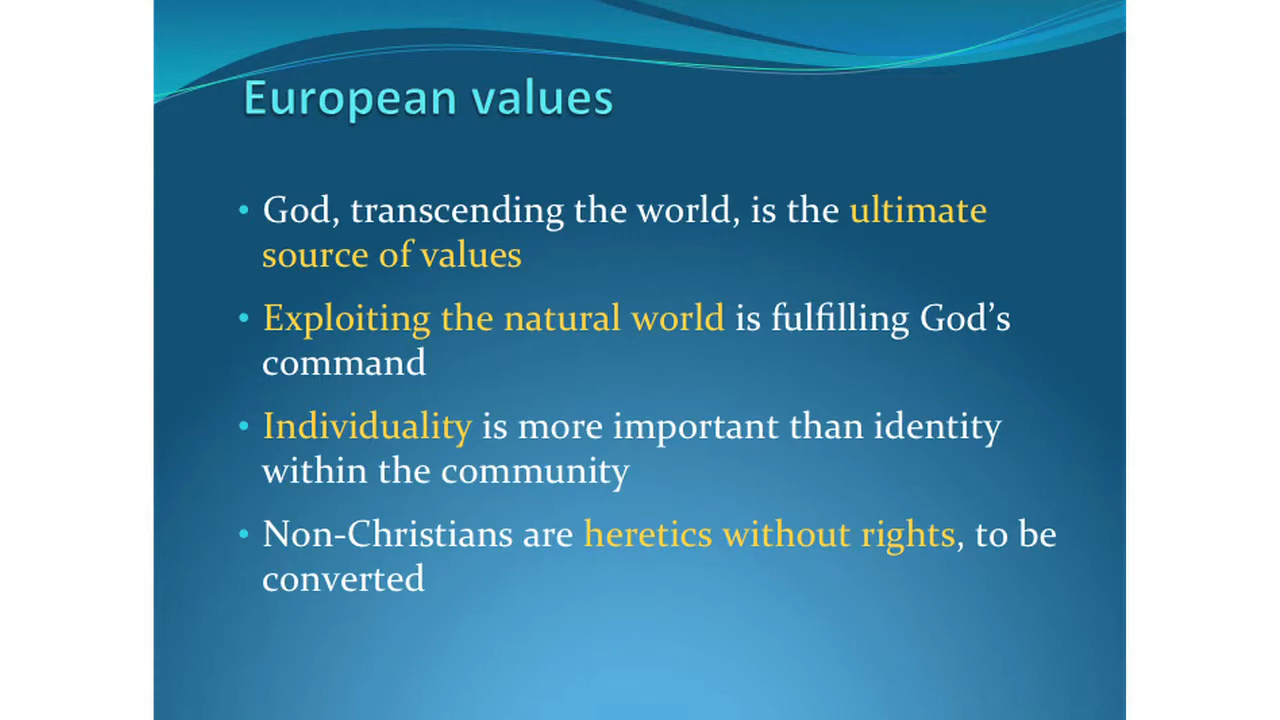 European values
• God, transcending the world, is the ultimate
source of values
• Exploiting the natural world is fulfilling God’s
command
• Individuality is more important than identity
within the community
• Non-Christians are heretics without rights, to be
converted